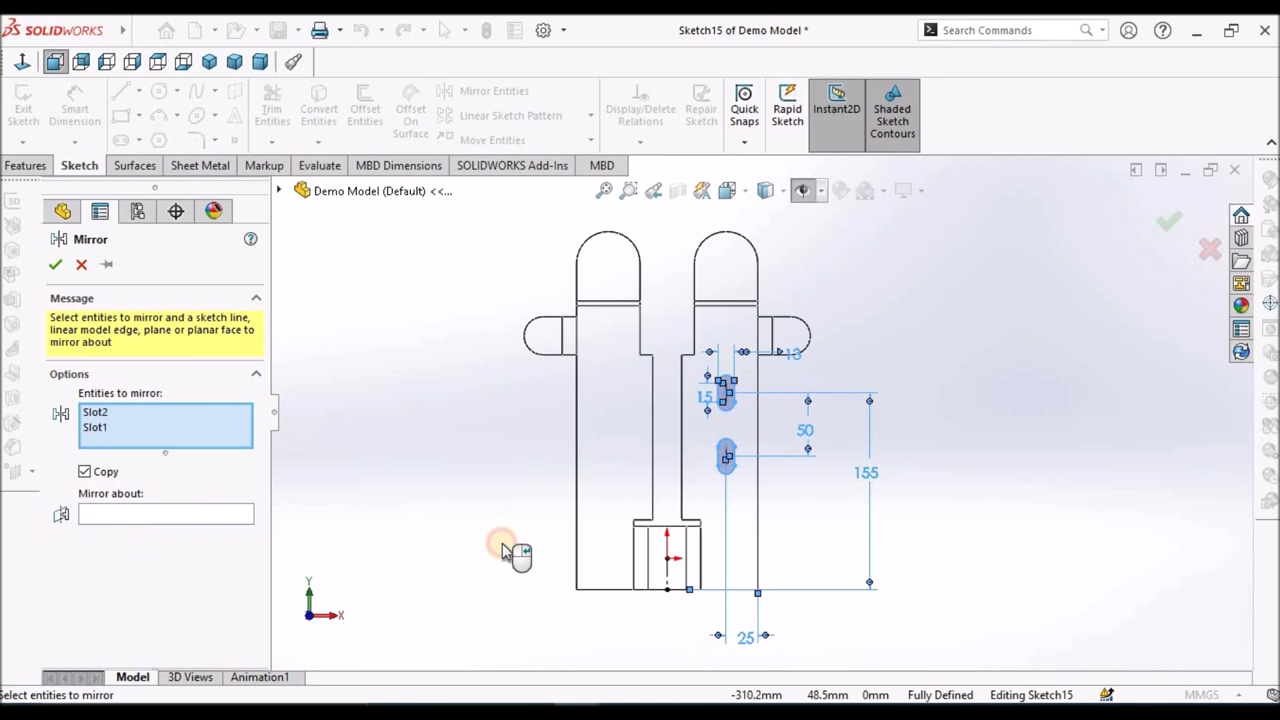 SOLIDWORKS
Sketch15 of Demo Model *
Search Commands
Exit Sketch
Smart Dimension
Trim Entities
Convert Entities
Offset Entities
Offset On Surface
Mirror Entities
Linear Sketch Pattern
Move Entities
Display/Delete Relations
Repair Sketch
Quick Snaps
Rapid Sketch
Instant2D
Shaded Sketch Contours
Features
Sketch
Surfaces
Sheet Metal
Markup
Evaluate
MBD Dimensions
SOLIDWORKS Add-Ins
MBD
Demo Model (Default) <<...
Mirror
Message
Select entities to mirror and a sketch line,
linear model edge, plane or planar face to
mirror about
Options
Entities to mirror:
Slot2
Slot1
Copy
Mirror about:
13
15
50
155
25
Y
X
Model
3D Views
Animation1
Select entities to mirror
-310.2mm
48.5mm
0mm
Fully Defined
Editing Sketch15
MMGS